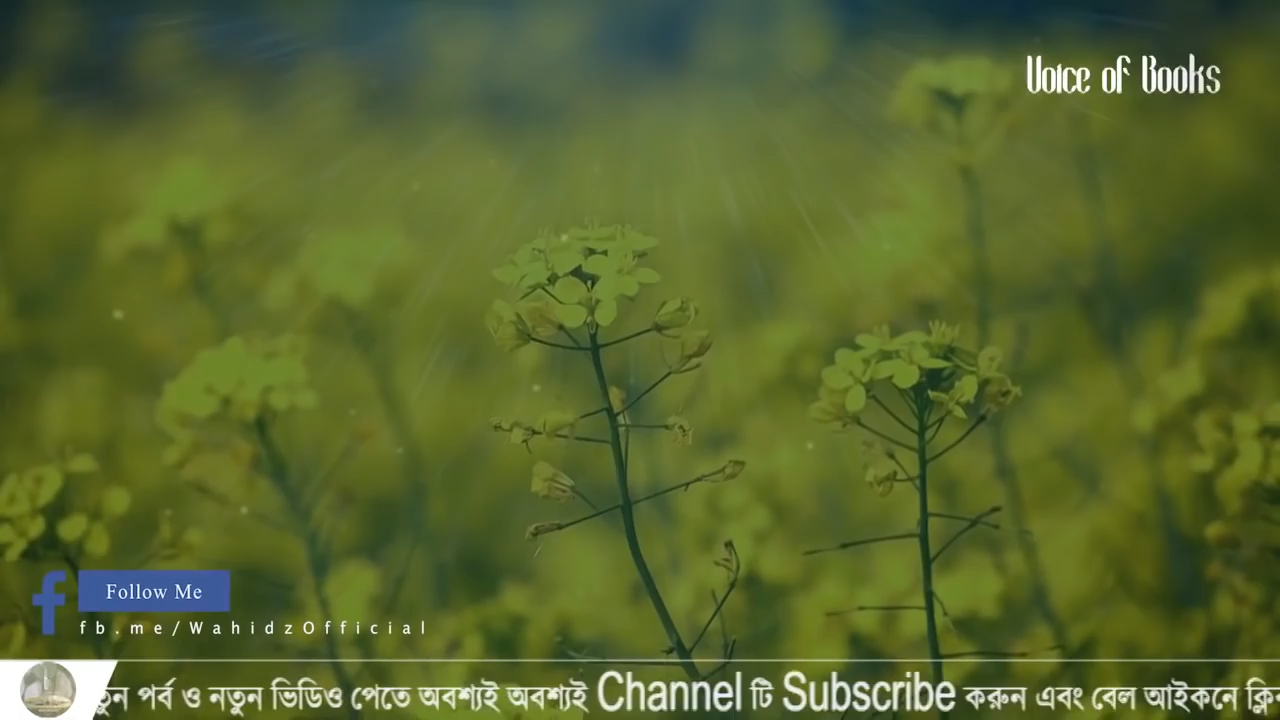 Voice of Books
Follow Me
fb.me/WahidzOfficial
পর্ব ও নতুন ভিডিও পেতে অবশ্যই অবশ্যই Channel টি Subscribe করুন এবং বেল আইকনে